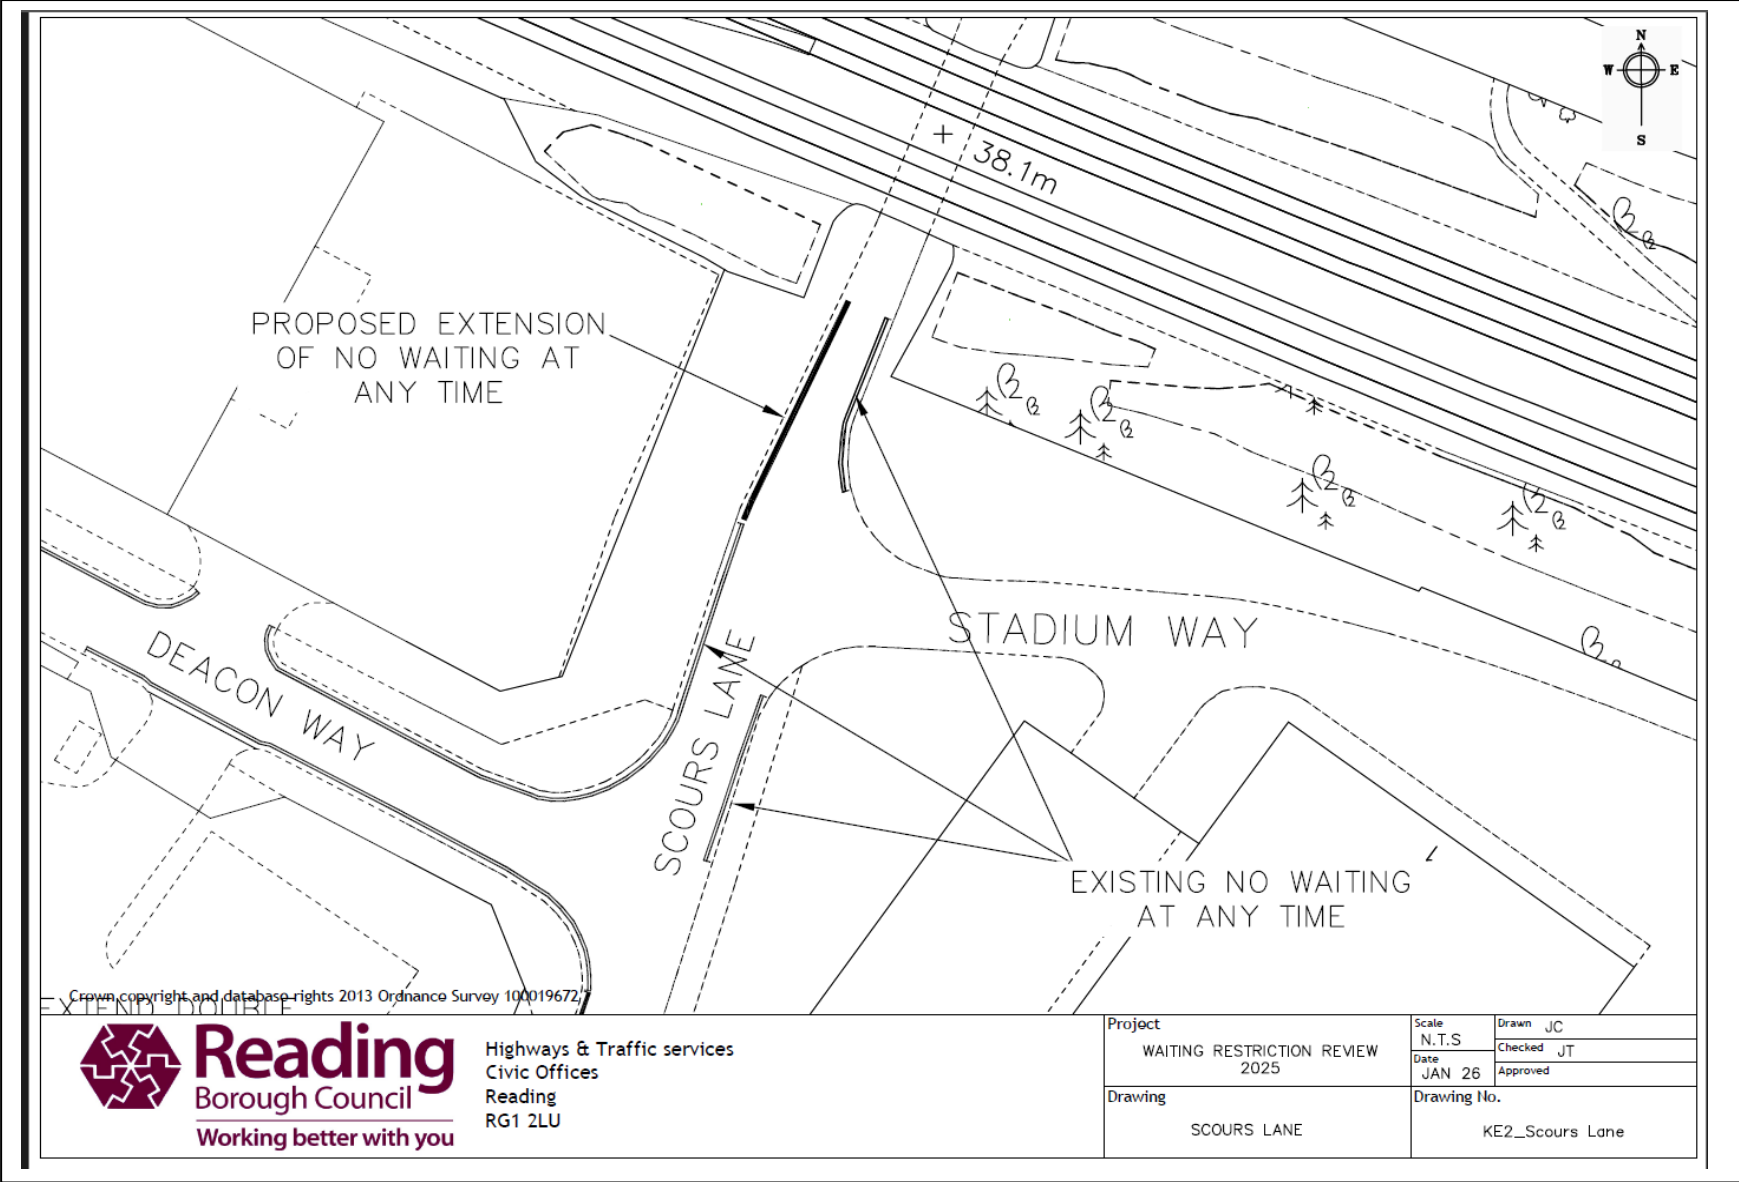 N
W E
S
38.1m
PROPOSED EXTENSION
OF NO WAITING AT
ANY TIME
STADIUM WAY
DEACON WAY
SCOURS LANE
EXISTING NO WAITING
AT ANY TIME
1
Crown copyright and database rights 2013 Ordnance Survey 100019672
EXTEND DOUBLE
Reading
Borough Council
Working better with you
Highways & Traffic services
Civic Offices
Reading
RG1 2LU
Project
WAITING RESTRICTION REVIEW
2025
Scale
N.T.S
Date
JAN 26
Drawn JC
Checked JT
Approved
Drawing
SCOURS LANE
Drawing No.
KE2_Scours Lane